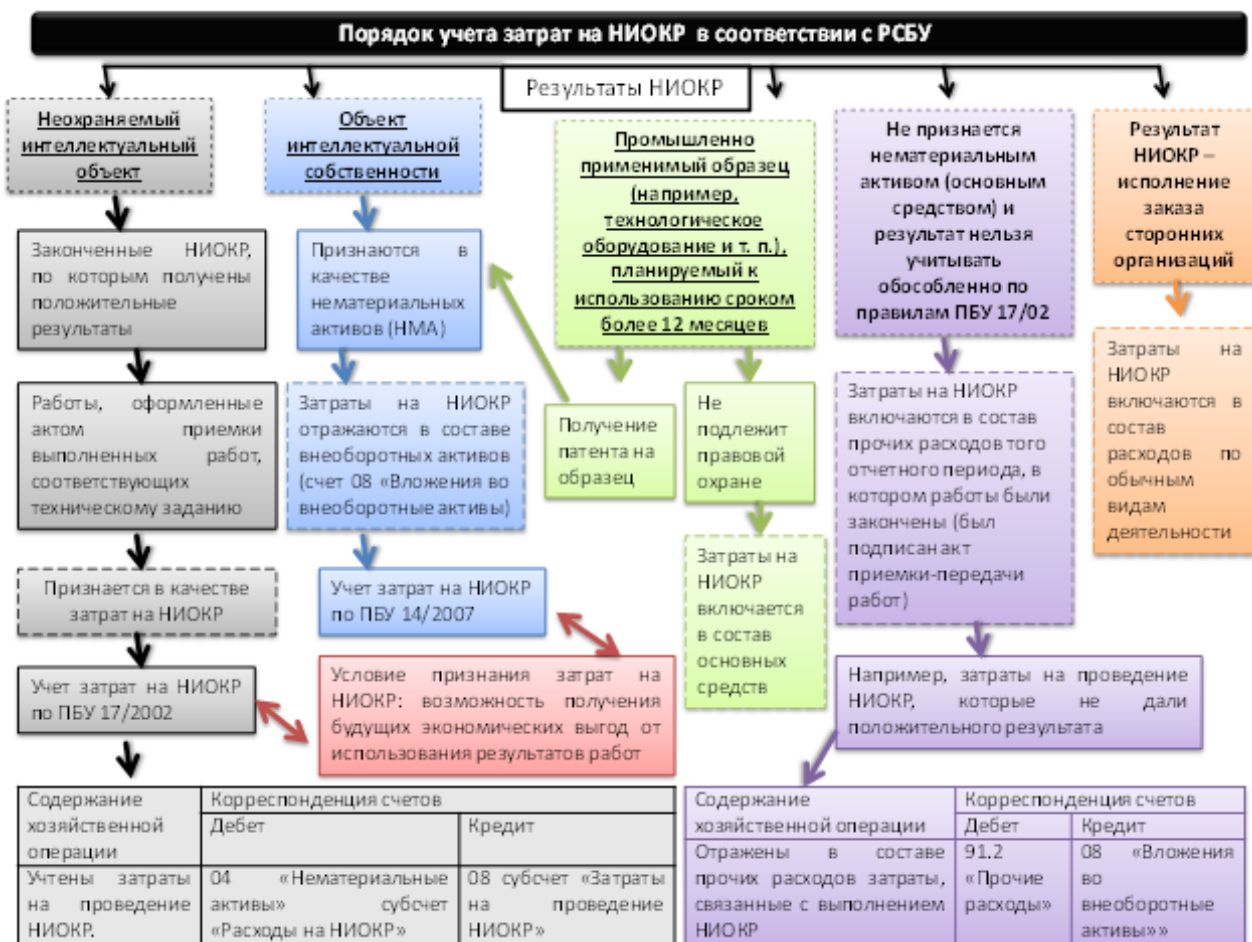 Порядок учета затрат на НИОКР в соответствии с РСБУ
Результаты НИОКР
Неохраняемый
интеллектуальный
объект
Законченные НИОКР,
по которым получены
положительные
результаты
Работы, оформленные
актом приемки
выполненных работ,
соответствующих
техническому заданию
Признается в качестве
затрат на НИОКР
Учет затрат на НИОКР
по ПБУ 17/2002
Объект
интеллектуальной
собственности
Признаются в
качестве
нематериальных
активов (НМА)
Затраты на НИОКР
отражаются в составе
внеоборотных активов
(счет 08 «Вложения во
внеоборотные активы)
Учет затрат на НИОКР
по ПБУ 14/2007
Условие признания затрат на
НИОКР: возможность получения
будущих экономических выгод от
использования результатов работ
Промышленно
применимый образец
(например,
технологическое
оборудование и т. п.),
планируемый к
использованию сроком
более 12 месяцев
Получение
патента на
образец
Не
подлежит
правовой
охране
Затраты на
НИОКР
включается
в состав
основных
средств
Не признается
нематериальным
активом (основным
средством) и
результат нельзя
учитывать
обособленно по
правилам ПБУ 17/02
Затраты на НИОКР
включаются в состав
прочих расходов того
отчетного периода, в
котором работы были
закончены (был
подписан акт
приемки-передачи
работ)
Например, затраты на проведение
НИОКР, которые не дали
положительного результата
Результат
НИОКР –
исполнение
заказа
сторонних
организаций
Затраты на
НИОКР
включаются в
состав
расходов по
обычным
видам
деятельности
Содержание
хозяйственной
операции
Корреспонденция счетов
Дебет
Кредит
Учтены затраты
на проведение
НИОКР.
04 «Нематериальные
активы» субсчет
«Расходы на НИОКР»
08 субсчет «Затраты
на проведение
НИОКР»
Содержание
хозяйственной операции
Корреспонденция счетов
Дебет
Кредит
Отражены в составе
прочих расходов затраты,
связанные с выполнением
НИОКР
91.2
«Прочие
расходы»
08 «Вложения
во
внеоборотные
активы»»